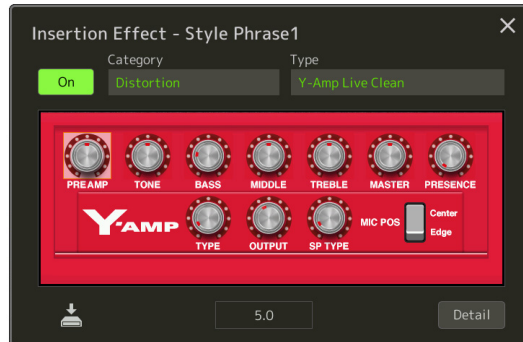 Insertion Effect - Style Phrase1
Category Type
On Distortion Y-Amp Live Clean
PREAMP TONE BASS MIDDLE TREBLE MASTER PRESENCE
Y-AMP
TYPE OUTPUT SP TYPE
MIC POS
Center
Edge
5.0
Detail